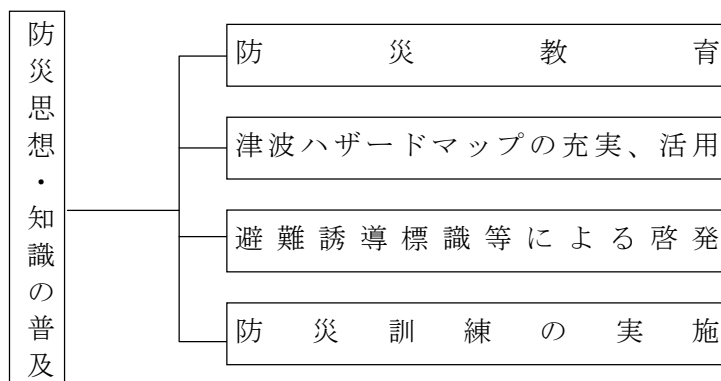 防災思想・知識の普及
防災教育
津波ハザードマップの充実、活用
避難誘導標識等による啓発
防災訓練の実施